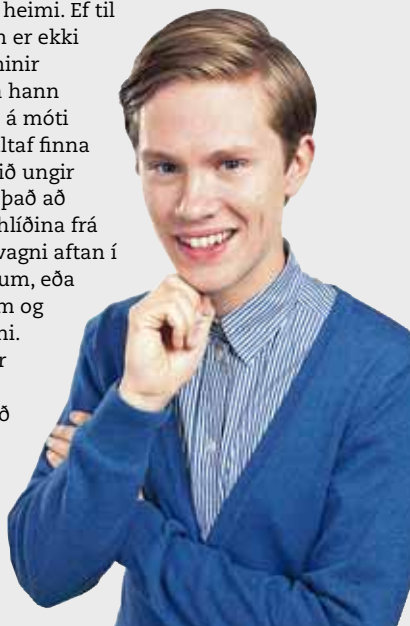 heimi. Ef til
er ekki
hann
á móti
ltaf finna
ið ungir
það að
hlíðina frá
vagni aftan í
um, eða
m og
ni.
r
ð